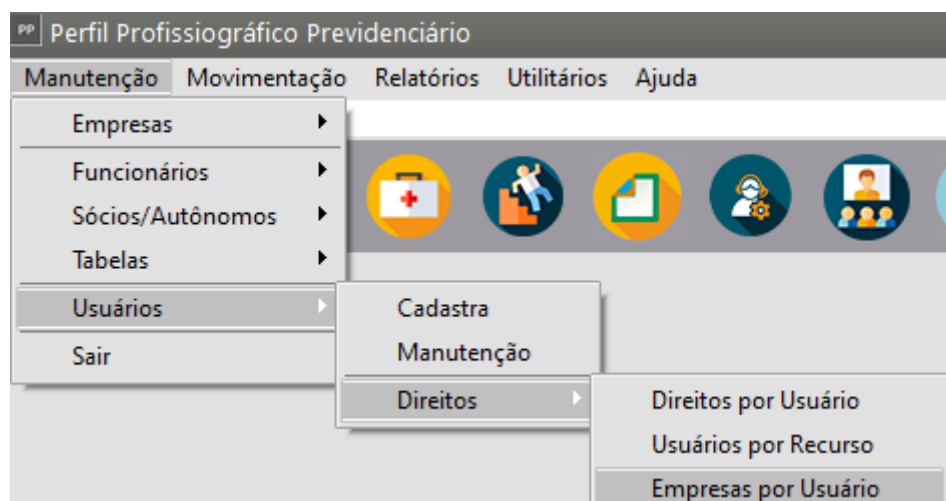 PP Perfil Profissiográfico Previdenciário
Manutenção Movimentação Relatórios Utilitários Ajuda
Empresas
Funcionários
Sócios/Autônomos
Tabelas
Usuários
Sair
Cadastra
Manutenção
Direitos
Direitos por Usuário
Usuários por Recurso
Empresas por Usuário